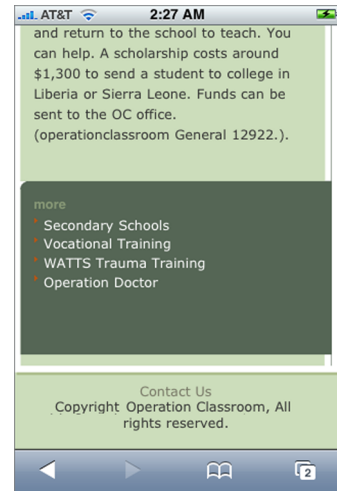 AT&T 2:27 AM
and return to the school to teach. You
can help. A scholarship costs around
$1,300 to send a student to college in
Liberia or Sierra Leone. Funds can be
sent to the OC office.
(operationclassroom General 12922.).
more
Secondary Schools
Vocational Training
WATTS Trauma Training
Operation Doctor
Contact Us
Copyright Operation Classroom, All
rights reserved.
2